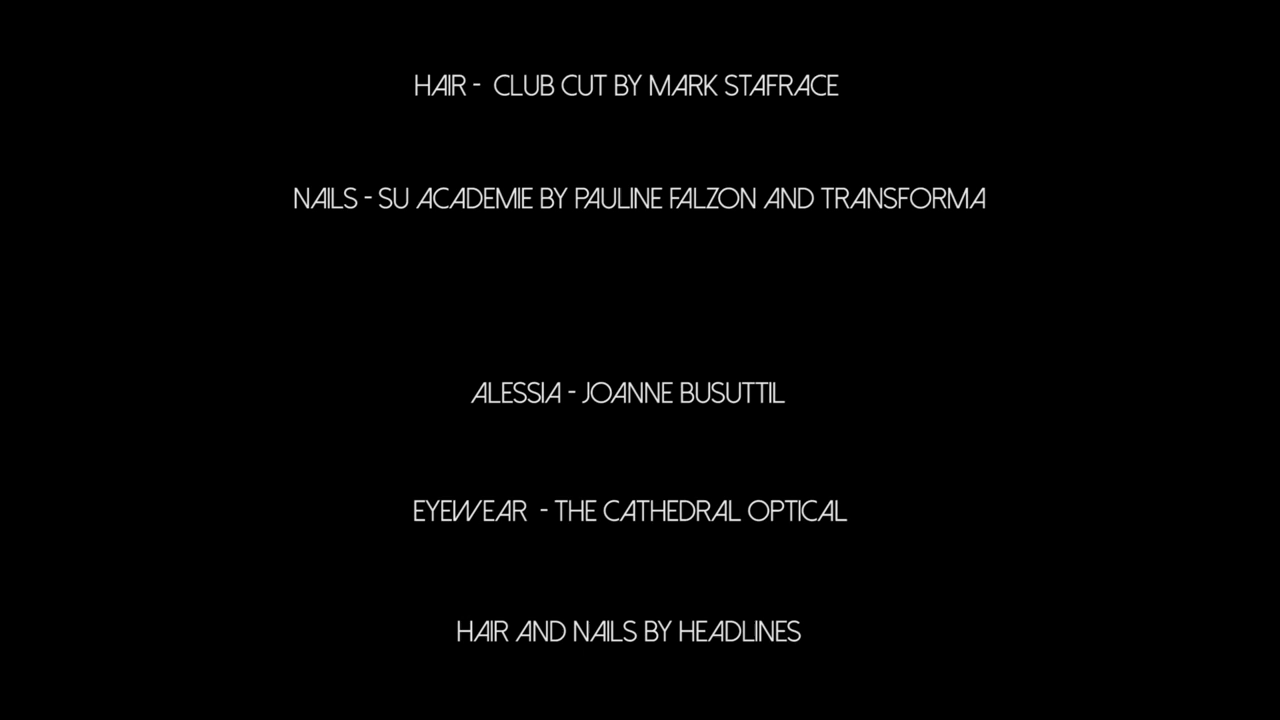 HAIR -  CLUB CUT BY MARK STAFRACE
NAILS - SU ACADEMIE BY PAULINE FALZON AND TRANSFORMA
ALESSIA - JOANNE BUSUTTIL
EYEWEAR  - THE CATHEDRAL OPTICAL
HAIR AND NAILS BY HEADLINES